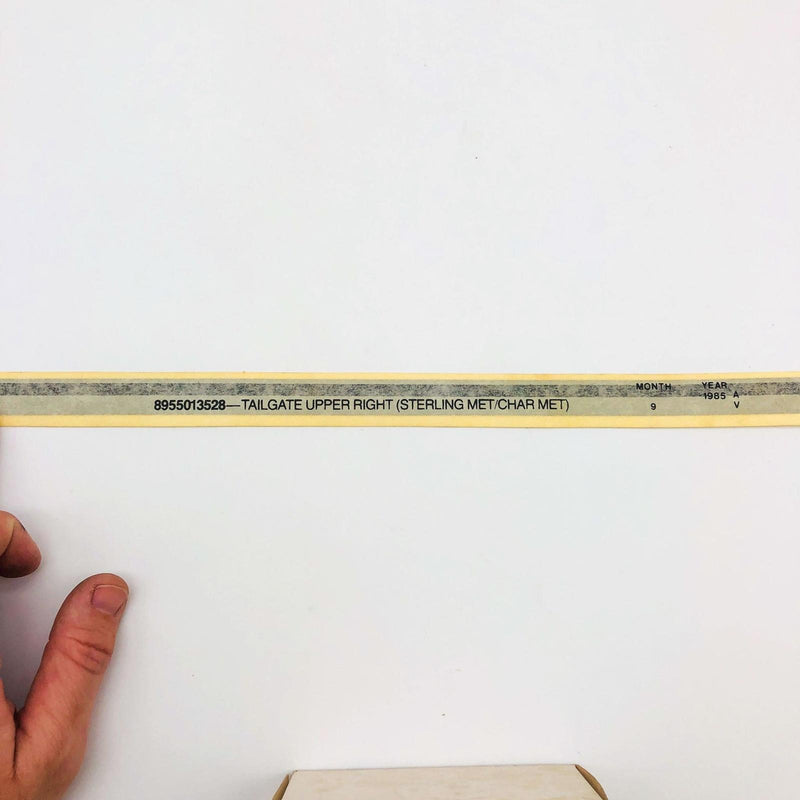 MONTH YEAR
8955013528—TAILGATE UPPER RIGHT (STERLING MET/CHAR MET) 9 1985 A V